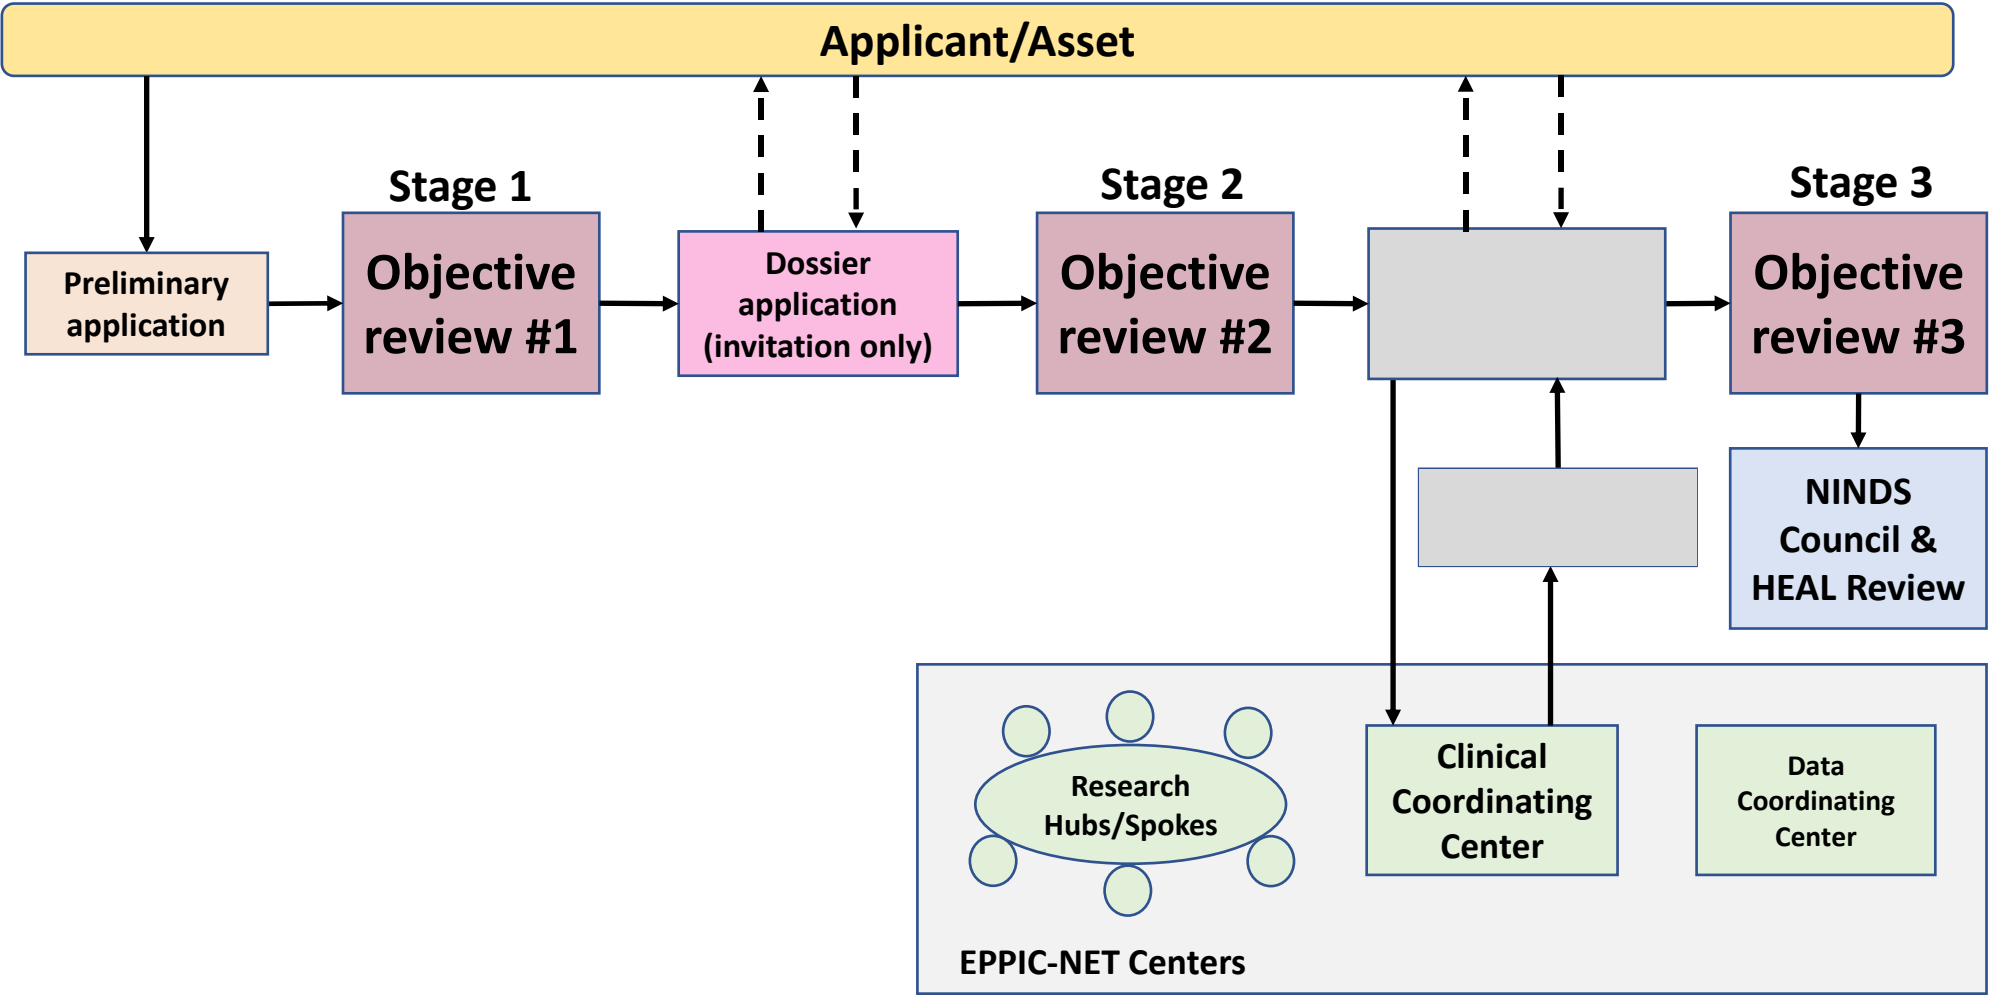 Applicant/Asset
Stage 1
Stage 2
Stage 3
Preliminary
application
Objective
review #1
Dossier
application
(invitation only)
Objective
review #2
Objective
review #3
NINDS
Council &
HEAL Review
Research
Hubs/Spokes
Clinical
Coordinating
Center
Data
Coordinating
Center
EPPIC-NET Centers